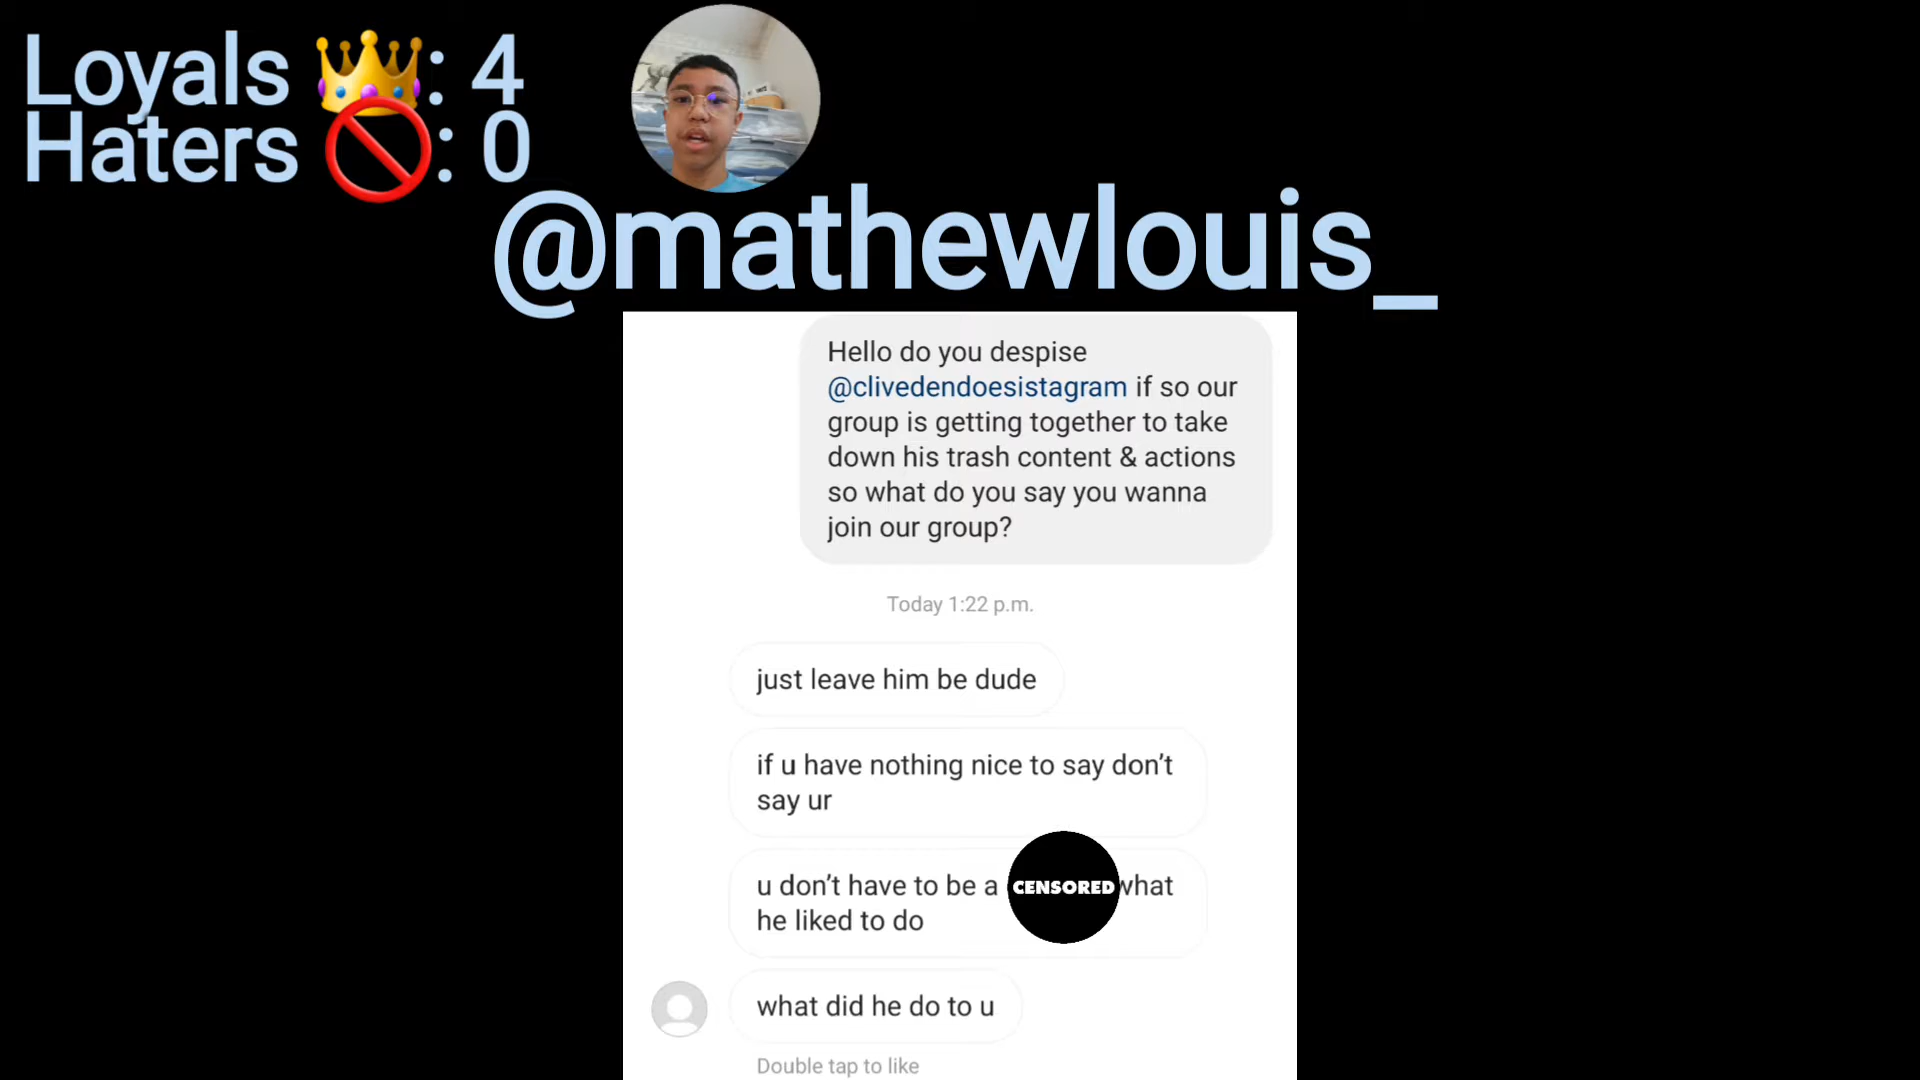 Loyals 👑: 4
Haters 🚫: 0
@mathewlouis_
Hello do you despise
@clivedendoesistagram if so our
group is getting together to take
down his trash content & actions
so what do you say you wanna
join our group?
Today 1:22 p.m.
just leave him be dude
if u have nothing nice to say don't
say ur
u don't have to be a CENSORED what
he liked to do
what did he do to u
Double tap to like